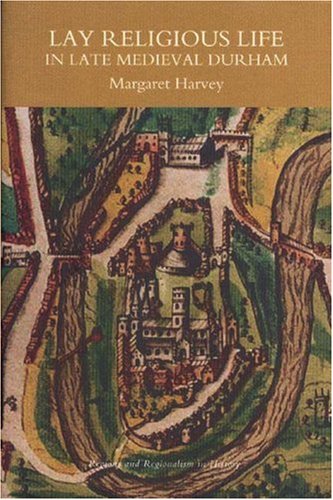 LAY RELIGIOUS LIFE
IN LATE MEDIEVAL DURHAM
Margaret Harvey
Regions and Regionalism in History